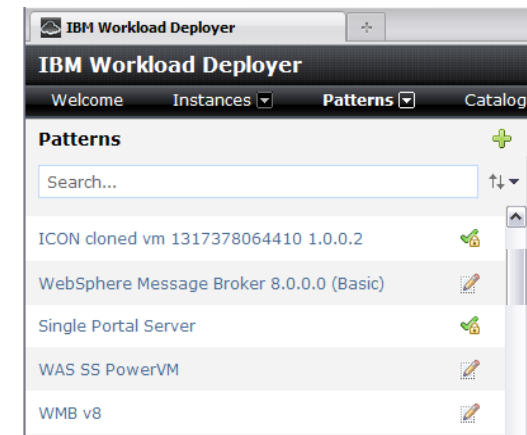 IBM Workload Deployer
IBM Workload Deployer
Welcome Instances Patterns Catalog
Patterns
Search...
ICON cloned vm 1317378064410 1.0.0.2
WebSphere Message Broker 8.0.0.0 (Basic)
Single Portal Server
WAS SS PowerVM
WMB v8